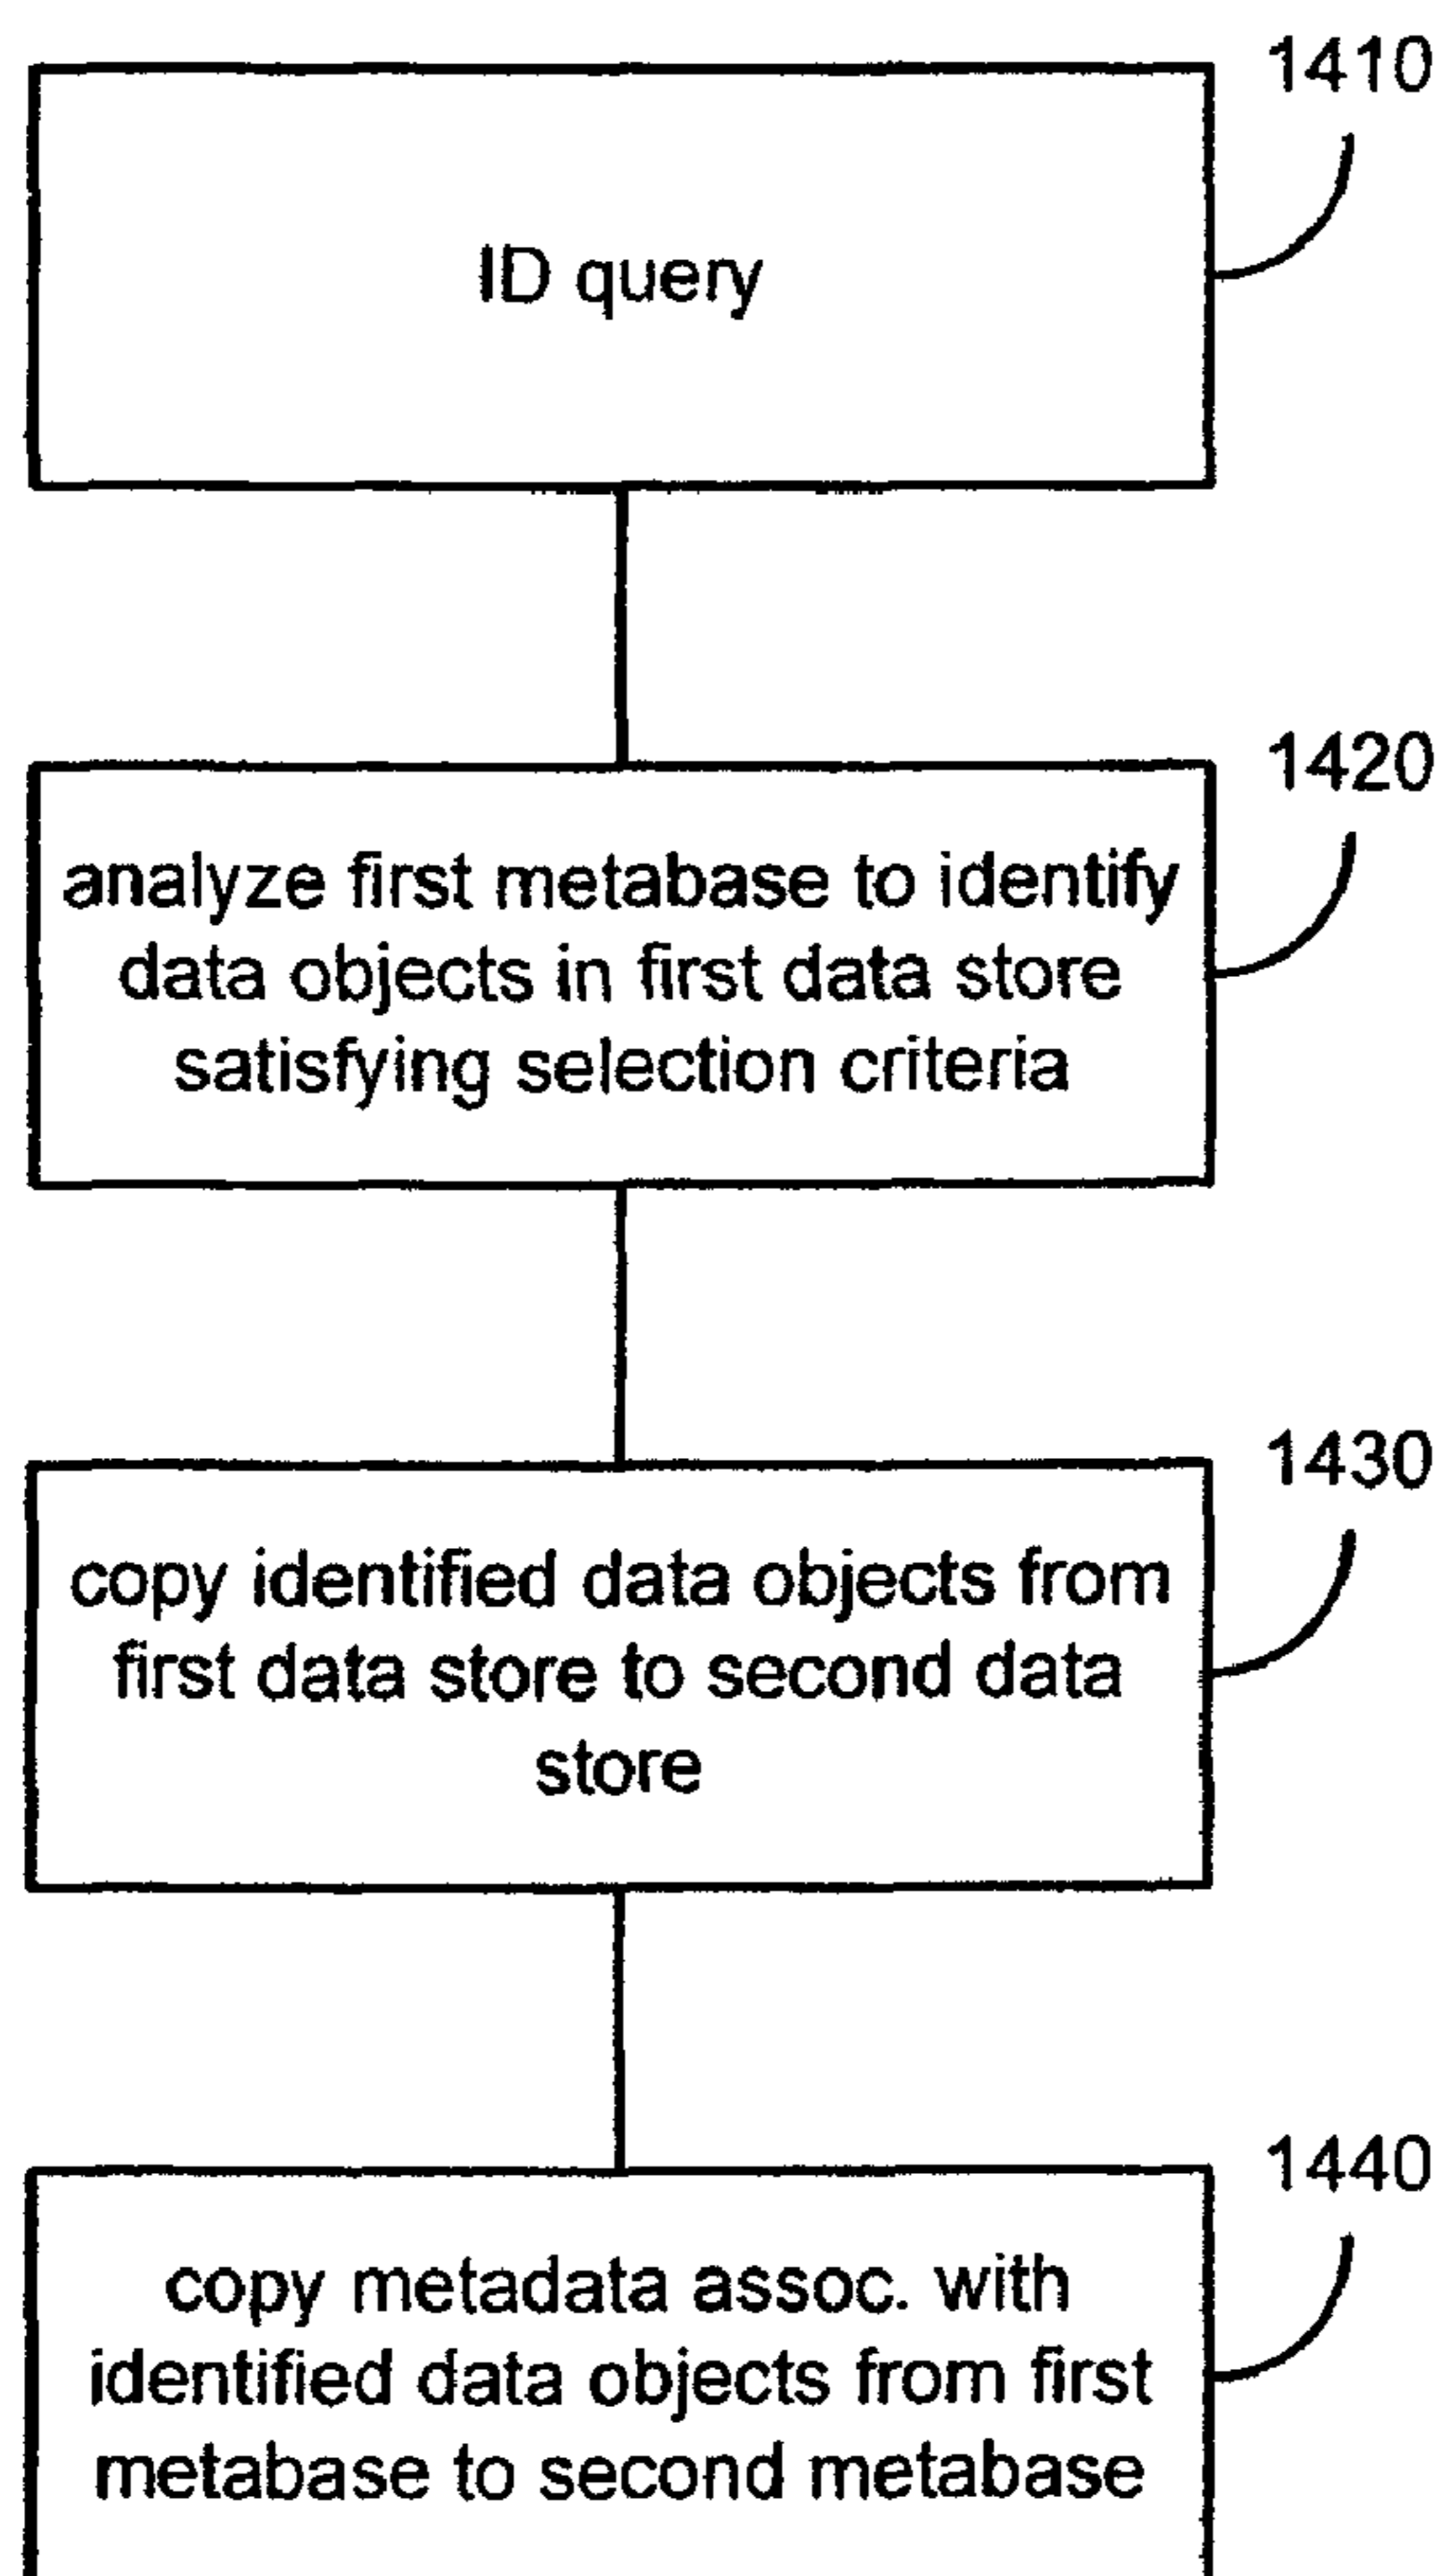 1410
ID query
1420
analyze first metabase to identify
data objects in first data store
satisfying selection criteria
1430
copy identified data objects from
first data store to second data
store
1440
copy metadata assoc. with
identified data objects from first
metabase to second metabase